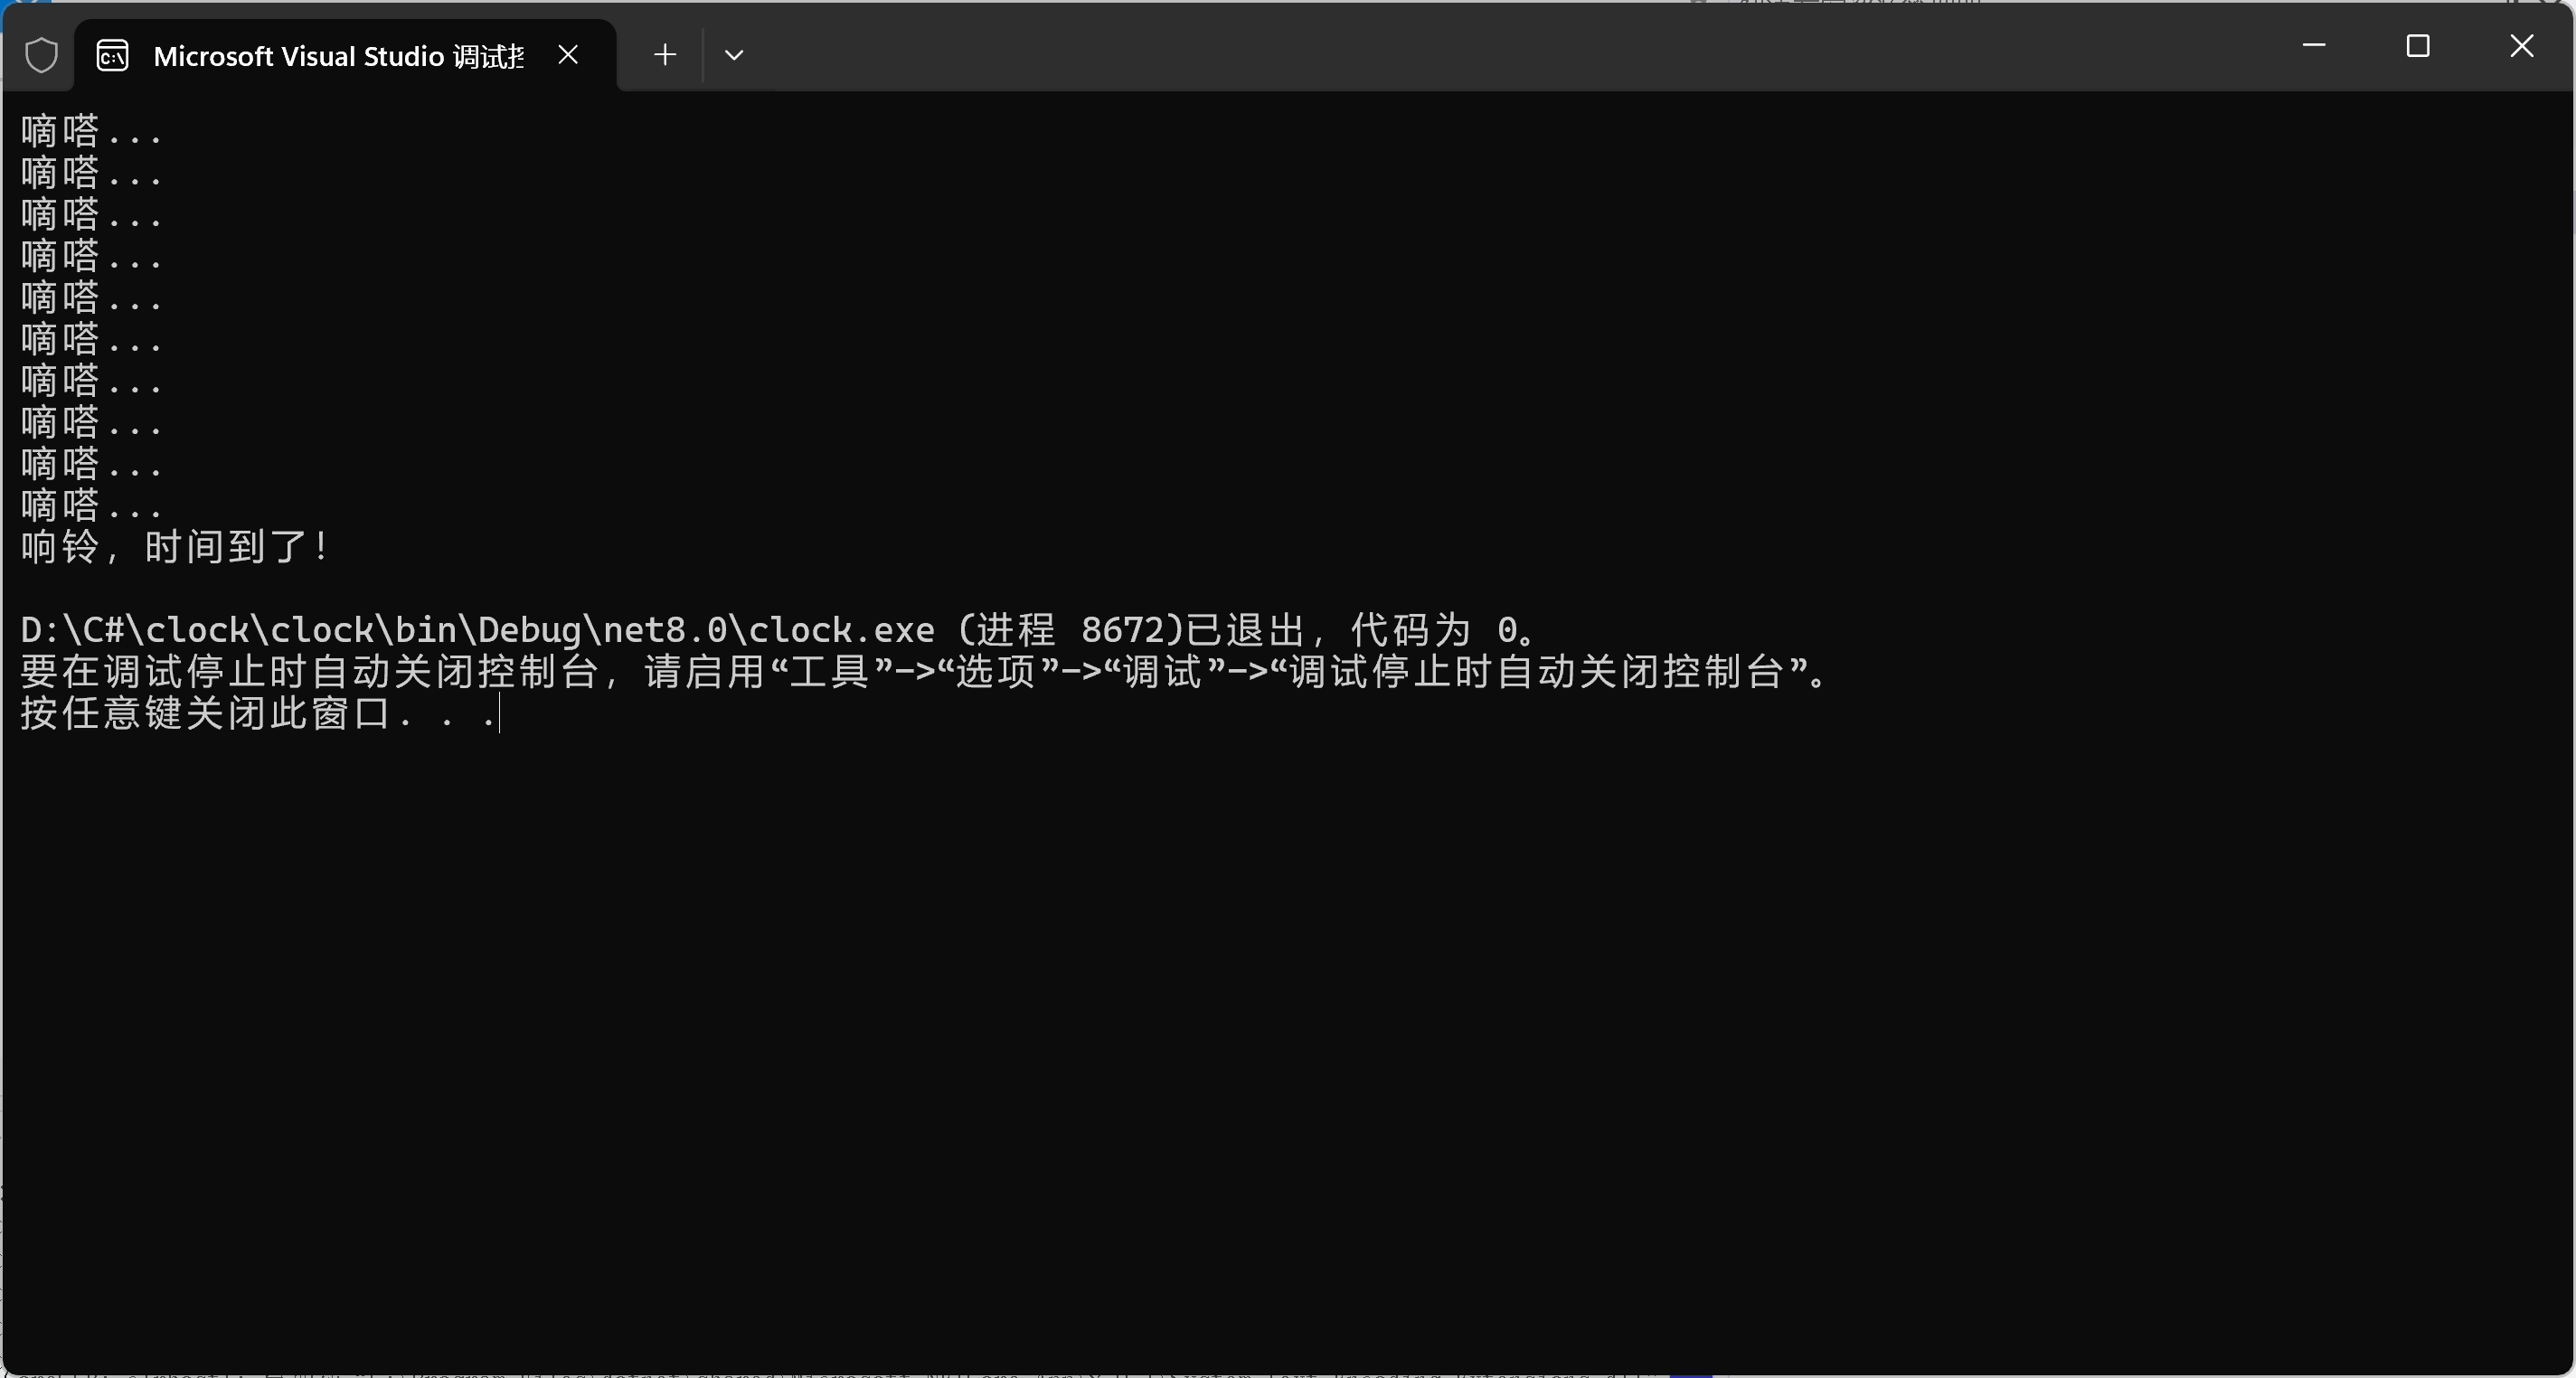 Microsoft Visual Studio 调试
嘀嗒...
嘀嗒...
嘀嗒...
嘀嗒...
嘀嗒...
嘀嗒...
嘀嗒...
嘀嗒...
嘀嗒...
嘀嗒...
响铃，时间到了！
D:\C#\clock\clock\bin\Debug\net8.0\clock.exe (进程 8672)已退出，代码为 0。
要在调试停止时自动关闭控制台，请启用“工具”->“选项”->“调试”->“调试停止时自动关闭控制台”。
按任意键关闭此窗口. . .